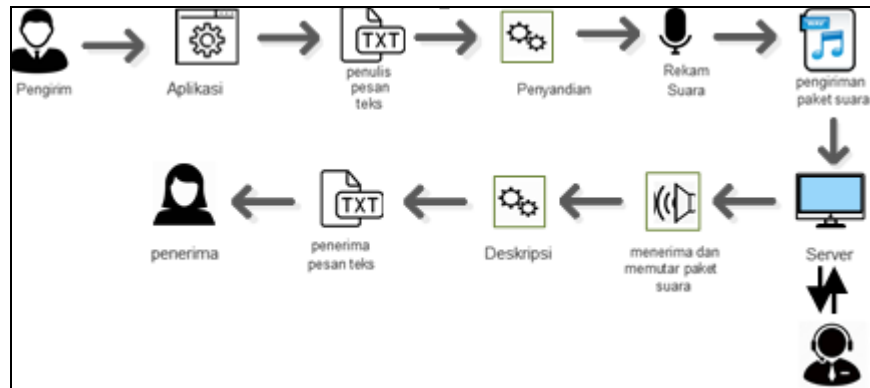 TXT
WAV
Pengirim
Aplikasi
penulis
pesan
teks
Penyandian
Rekam
Suara
pengiriman
paket suara
TXT
penerima
penerima
pesan teks
Deskripsi
menerima dan
memutar paket
suara
Server